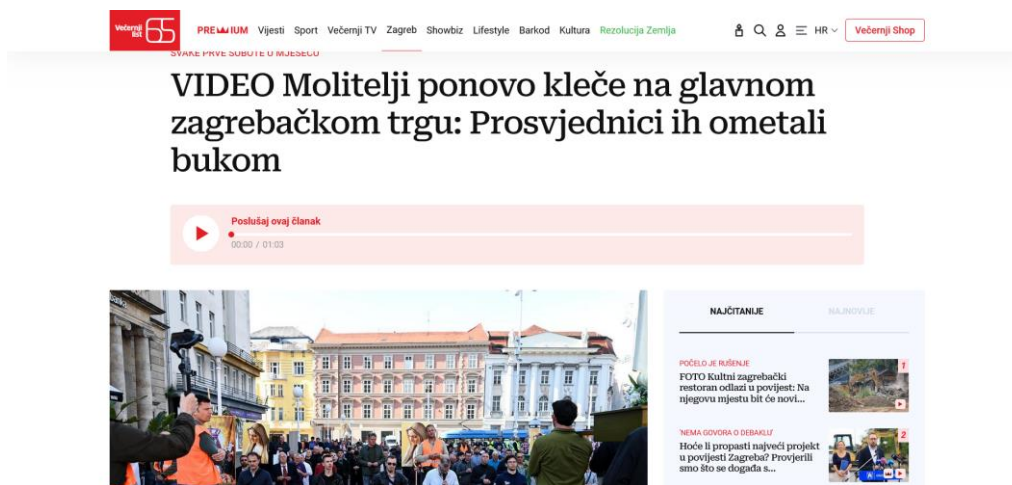 Večernji
list
65
PREMIUM Vijesti Sport Večernji TV Zagreb Showbiz Lifestyle Barkod Kultura Rezolucija Zemlja HR Večernji Shop
SVAKE PRVE SUBOTE U MJESECU
VIDEO Molitelji ponovo kleče na glavnom
zagrebačkom trgu: Prosvjednici ih ometali
bukom
Poslušaj ovaj članak
00:00 / 01:03
NAJČITANIJE NAJNOVIJE
POČELO JE RUŠENJE
FOTO Kultni zagrebački
restoran odlazi u povijest: Na
njegovu mjestu bit će novi...
1
'NEMA GOVORA O DEBAKLU'
Hoće li propasti najveći projekt
u povijesti Zagreba? Provjerili
smo što se događa s...
2